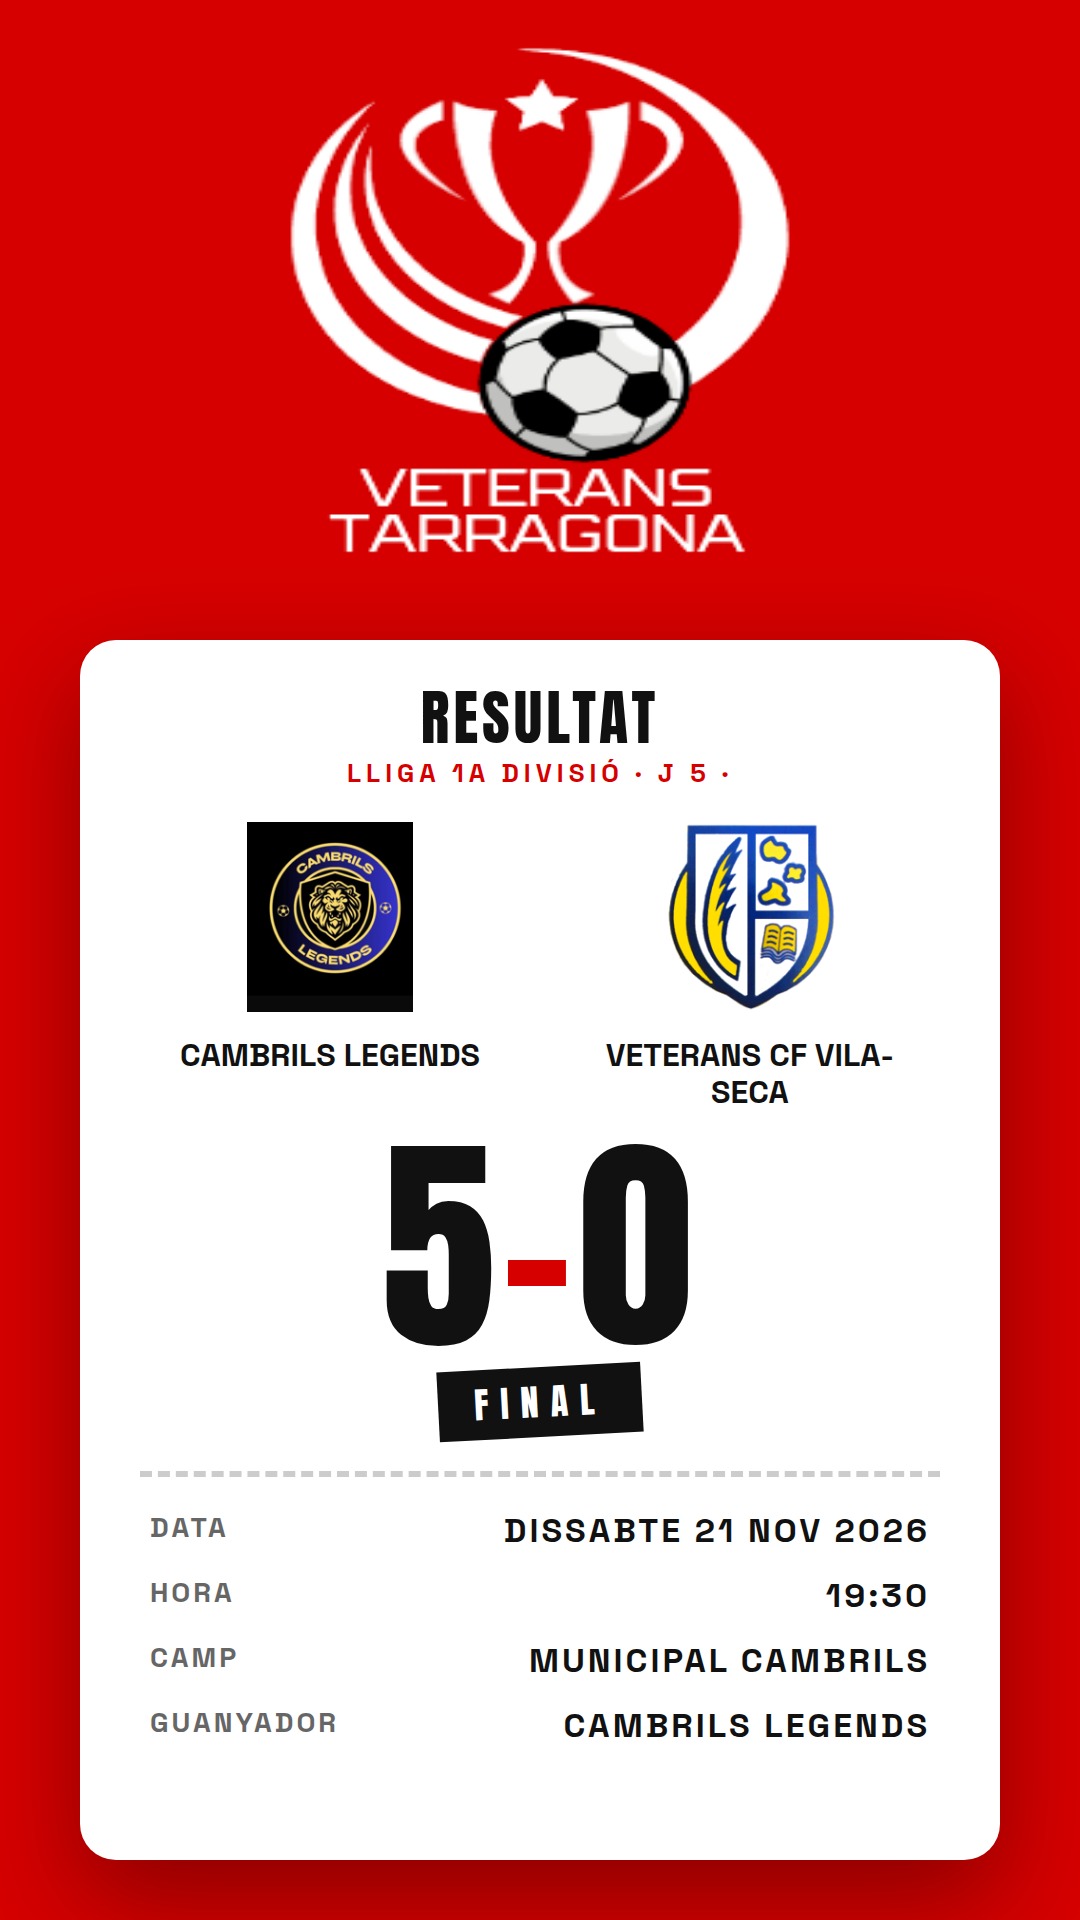 VETERANS
TARRAGONA
RESULTAT
LLIGA 1A DIVISIÓ · J 5 ·
CAMBRILS
LEGENDS
CAMBRILS LEGENDS
VETERANS CF VILA-
SECA
5-0
FINAL
DATA DISSABTE 21 NOV 2026
HORA 19:30
CAMP MUNICIPAL CAMBRILS
GUANYADOR CAMBRILS LEGENDS